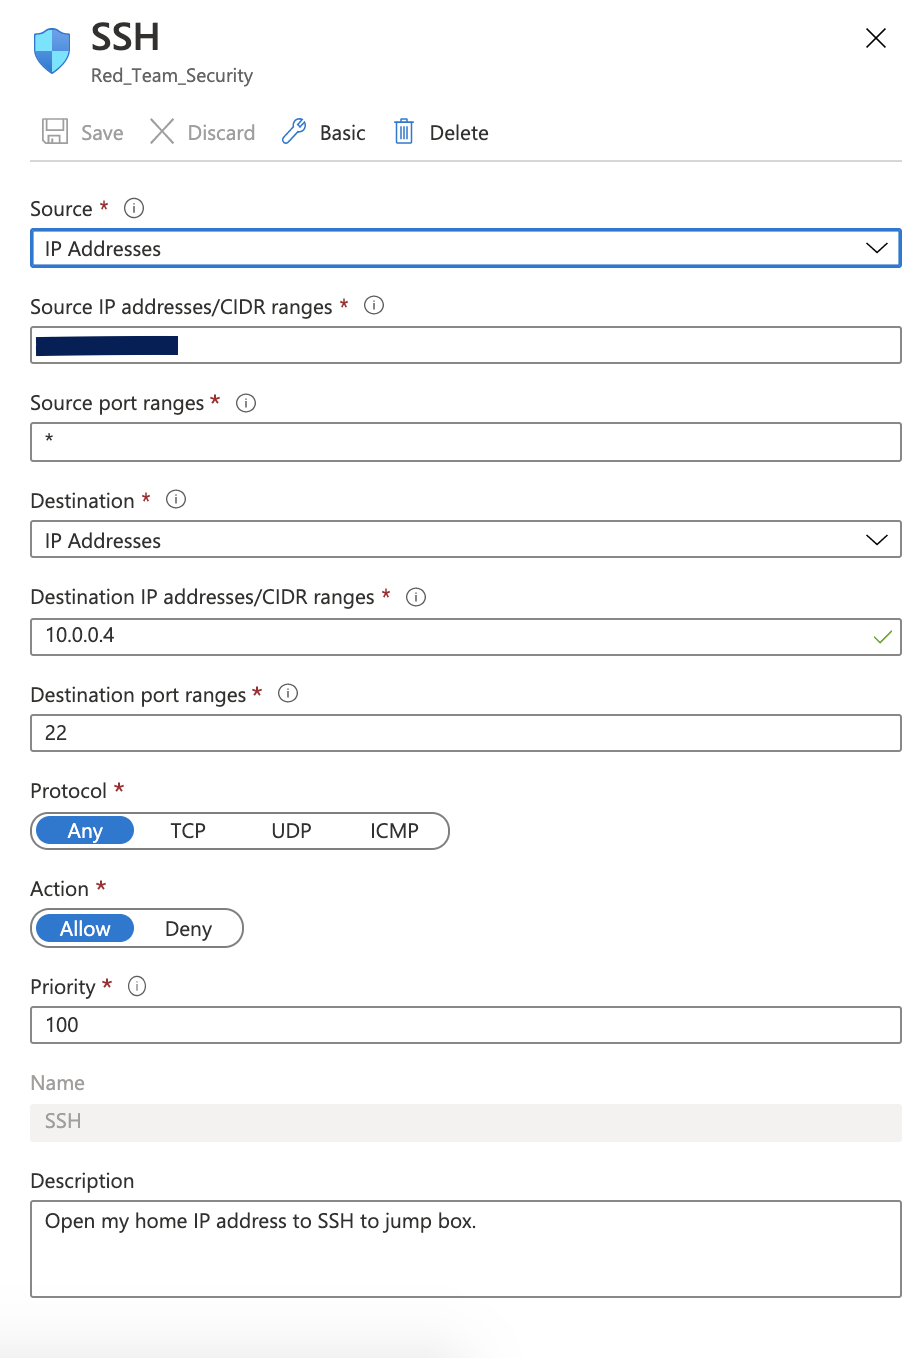 SSH
Red_Team_Security
Save Discard Basic Delete
Source *
IP Addresses
Source IP addresses/CIDR ranges *
Source port ranges *
*
Destination *
IP Addresses
Destination IP addresses/CIDR ranges *
10.0.0.4
Destination port ranges *
22
Protocol *
Any TCP UDP ICMP
Action *
Allow Deny
Priority *
100
Name
SSH
Description
Open my home IP address to SSH to jump box.